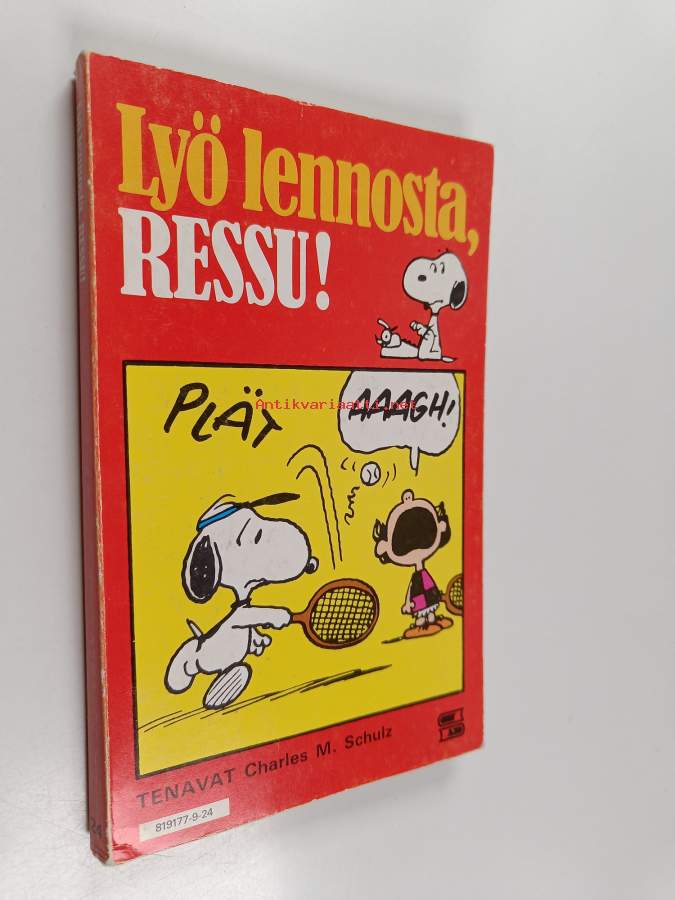 Lyö lennosta,
RESSU!
PLÄT
AAAGH!
Antikvariaatti.net
TENAVAT Charles M. Schulz
819177-9-24